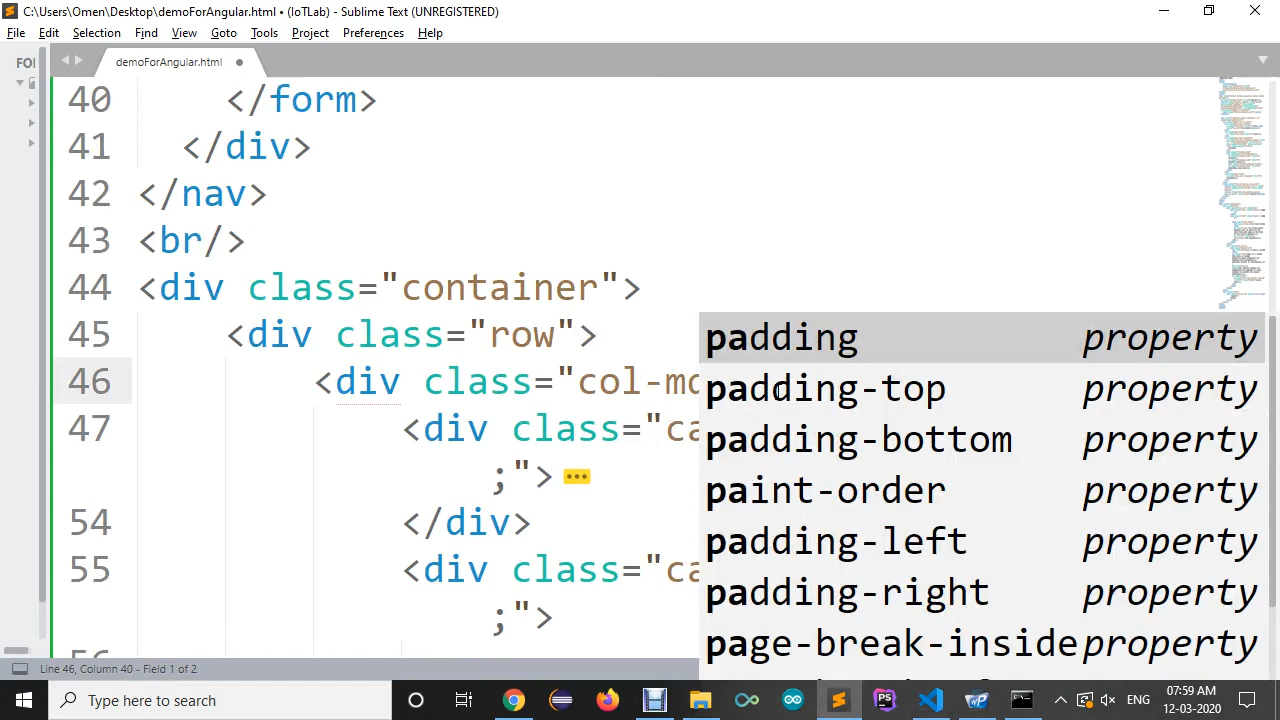 C:\Users\Omen\Desktop\demoForAngular.html • (IoTLab) - Sublime Text (UNREGISTERED)
File Edit Selection Find View Goto Tools Project Preferences Help
FO
demoForAngular.html
40 </form>
41 </div>
42 </nav>
43 <br/>
44 <div class="container">
45 <div class="row">
46 <div class="col-md
47 <div class="ca
;">
54 </div>
55 <div class="ca
;">
padding property
padding-top property
padding-bottom property
paint-order property
padding-left property
padding-right property
page-break-inside property
Line 46, Column 40 - Field 1 of 2
Type here to search
ENG
07:59 AM
12-03-2020